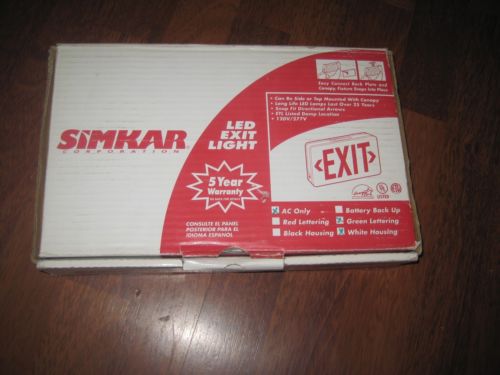 Easy Connect Back Plate and
Canopy, Fixture Snaps Into Place
• Can Be Side or Top Mounted With Canopy
• Long Life LED Lamps Last Over 25 Years
• Snap Fit Directional Arrows
• ETL Listed Damp Location
• 120V/277V
SIMKAR
CORPORATION
LED
EXIT
LIGHT
5 Year
Warranty
EXIT
CONSULTE EL PANEL
POSTERIOR PARA EL
IDIOMA ESPAÑOL
AC Only
Battery Back Up
Red Lettering
Green Lettering
Black Housing
White Housing